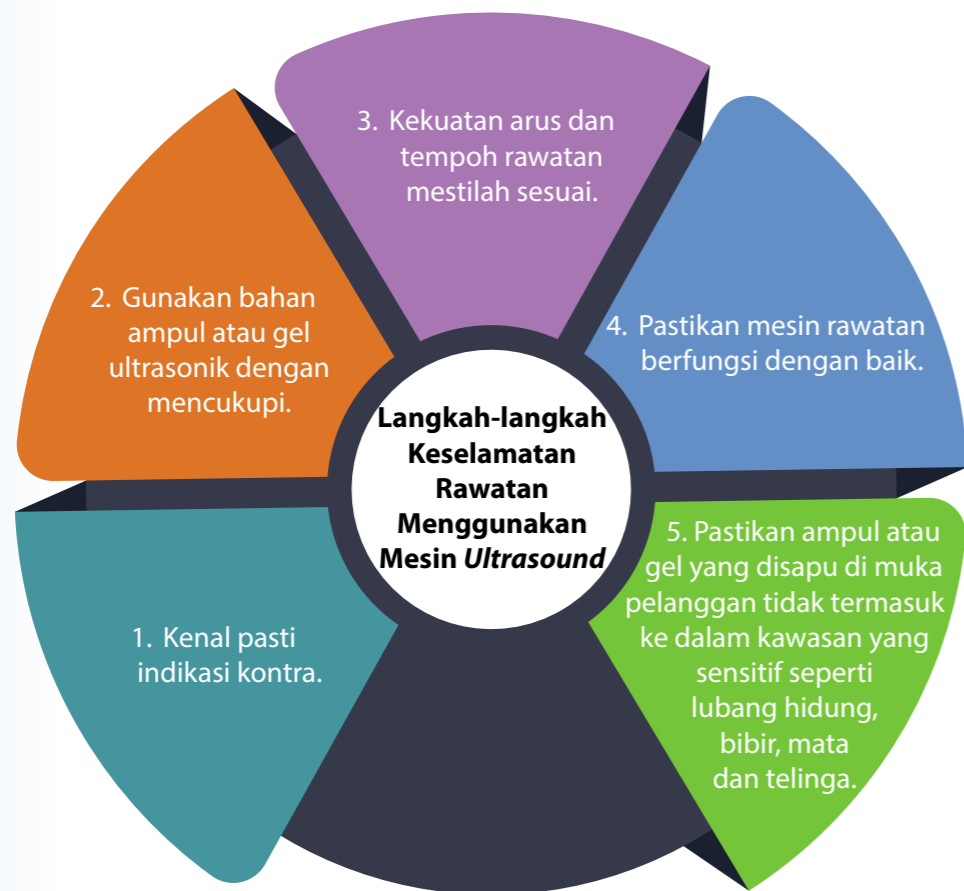 Langkah-langkah
Keselamatan
Rawatan
Menggunakan
Mesin Ultrasound
1. Kenal pasti
indikasi kontra.
2. Gunakan bahan
ampul atau gel
ultrasonik dengan
mencukupi.
3. Kekuatan arus dan
tempoh rawatan
mestilah sesuai.
4. Pastikan mesin rawatan
berfungsi dengan baik.
5. Pastikan ampul atau
gel yang disapu di muka
pelanggan tidak termasuk
ke dalam kawasan yang
sensitif seperti
lubang hidung,
bibir, mata
dan telinga.